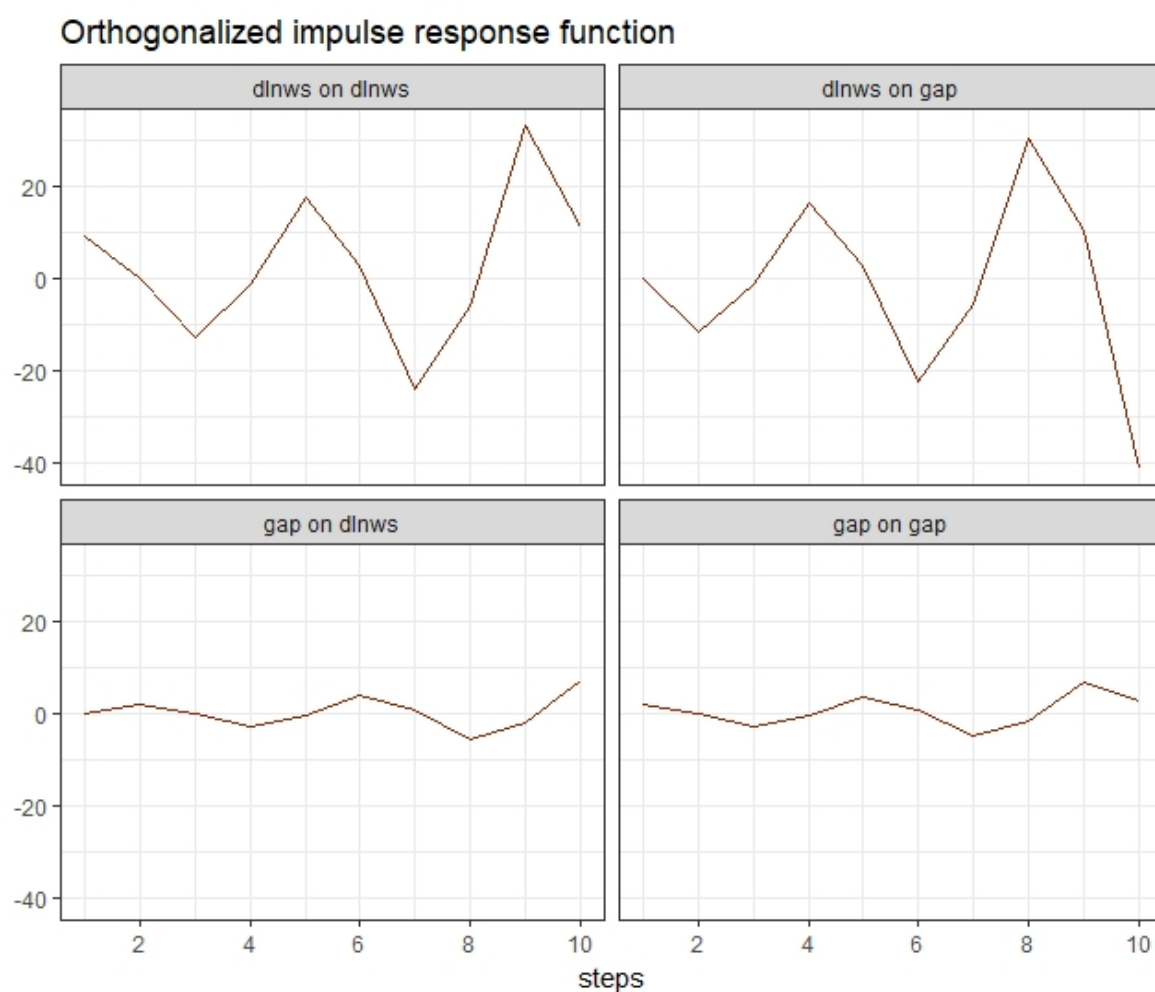 Orthogonalized impulse response function
dlnws on dlnws
dlnws on gap
20
0
-20
-40
gap on dlnws
gap on gap
20
0
-20
-40
2 4 6 8 10
2 4 6 8 10
steps